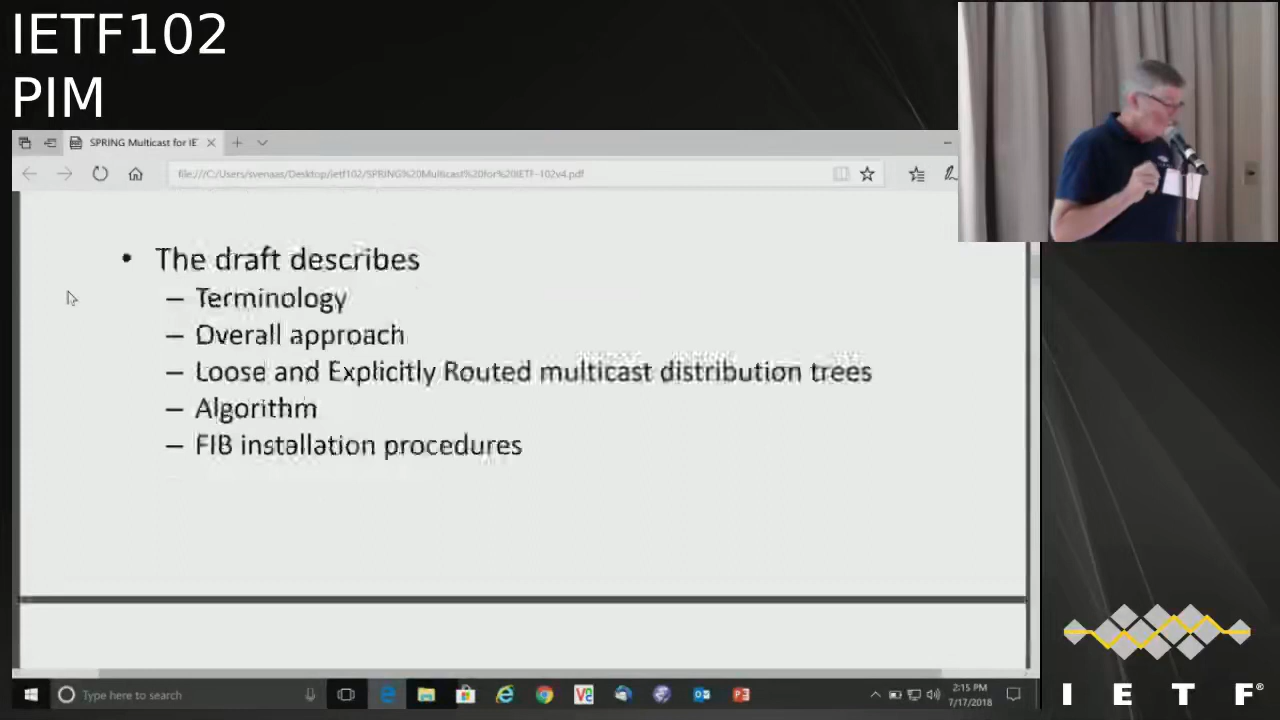 IETF102
PIM
SPRING Multicast for IE
file:///C:/Users/svenaas/Desktop/ietf102/SPRING%20Multicast%20for%20IETF-102v4.pdf
• The draft describes
– Terminology
– Overall approach
– Loose and Explicitly Routed multicast distribution trees
– Algorithm
– FIB installation procedures
Type here to search
2:15 PM
7/17/2018
I E T F®